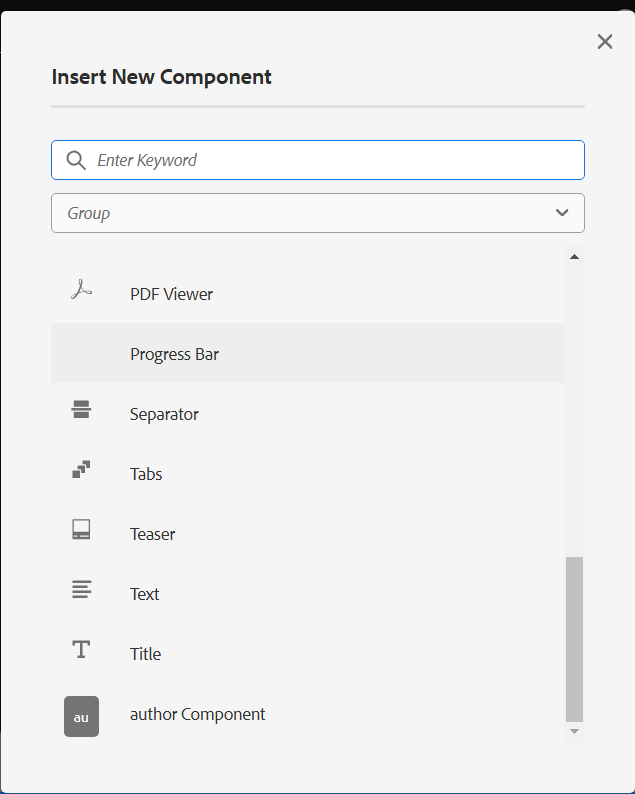 Insert New Component
Enter Keyword
Group
PDF Viewer
Progress Bar
Separator
Tabs
Teaser
Text
Title
au
author Component